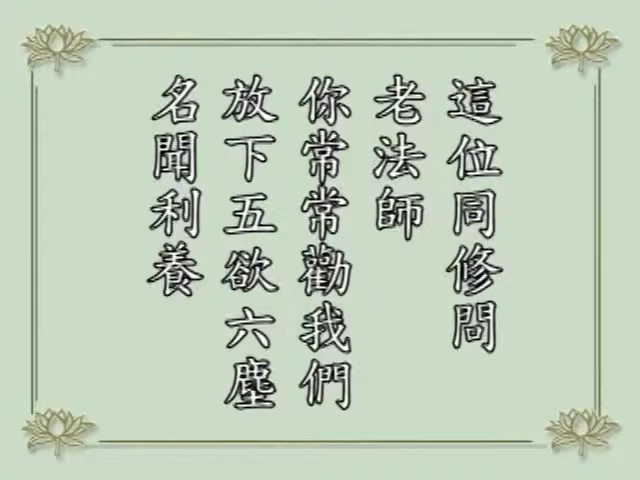 這位同修問
老法師
你常常勸我們
放下五欲六塵
名聞利養